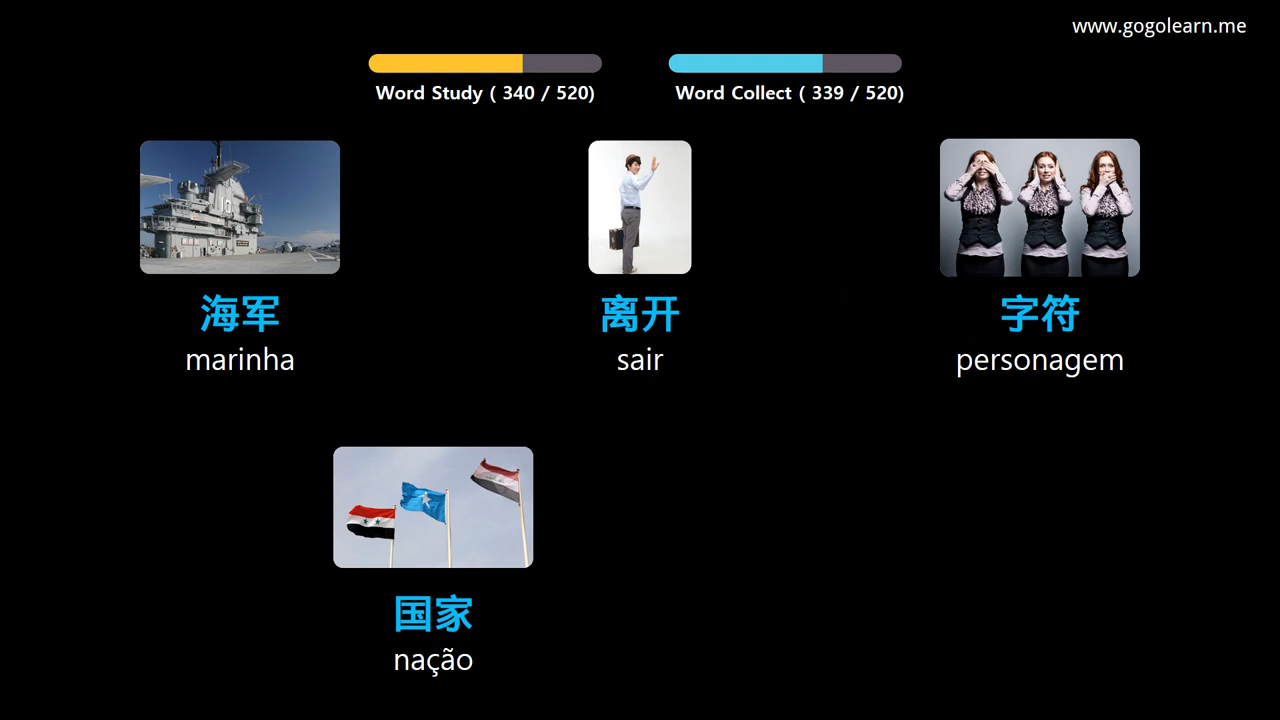 www.gogolearn.me
Word Study ( 340 / 520)
Word Collect ( 339 / 520)
海军
marinha
离开
sair
字符
personagem
国家
nação